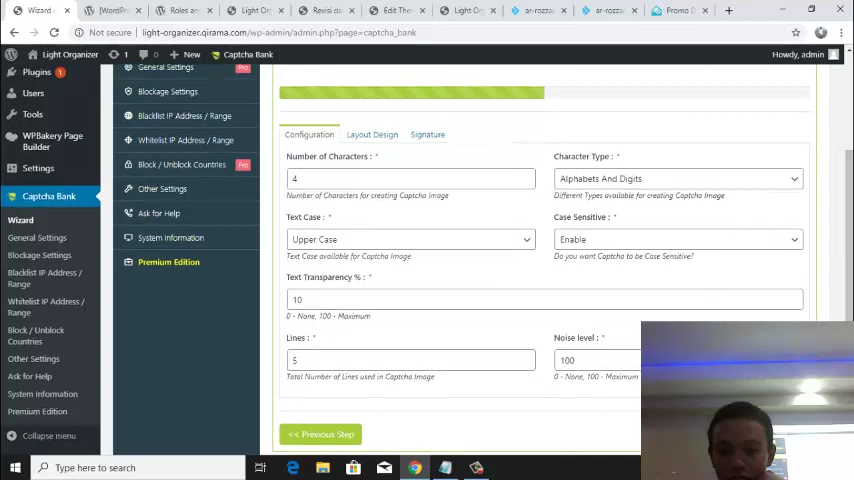 Wizard
[WordPre
Roles an
Light Or
Revisi da
Edit Them
Light Or
ar-rozzac
ar-rozzac
Promo D
Not secure
light-organizer.qirama.com/wp-admin/admin.php?page=captcha_bank
Light Organizer
1
0
New
Captcha Bank
Howdy, admin
Plugins 1
Users
Tools
WPBakery Page
Builder
Settings
Captcha Bank
Wizard
General Settings
Blockage Settings
Blacklist IP Address /
Range
Whitelist IP Address /
Range
Block / Unblock
Countries
Other Settings
Ask for Help
System Information
Premium Edition
Collapse menu
General Settings
Pro
Blockage Settings
Blacklist IP Address / Range
Whitelist IP Address / Range
Block / Unblock Countries
Pro
Other Settings
Ask for Help
System Information
Premium Edition
Configuration
Layout Design
Signature
Number of Characters : *
Character Type : *
4
Alphabets And Digits
Number of Characters for creating Captcha Image
Different Types available for creating Captcha Image
Text Case : *
Case Sensitive : *
Upper Case
Enable
Text Case available for Captcha Image
Do you want Captcha to be Case Sensitive?
Text Transparency % : *
10
0 - None, 100 - Maximum
Lines : *
Noise level : *
5
100
Total Number of Lines used in Captcha Image
0 - None, 100 - Maximum
<< Previous Step
Type here to search